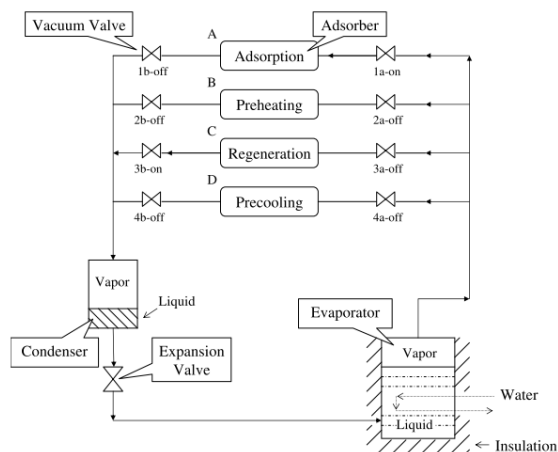 Vacuum Valve
A
Adsorber
Adsorption
1b-off
1a-on
B
Preheating
2b-off
2a-off
C
Regeneration
3b-on
3a-off
D
Precooling
4b-off
4a-off
Vapor
Liquid
Condenser
Expansion
Valve
Evaporator
Vapor
Water
Liquid
Insulation